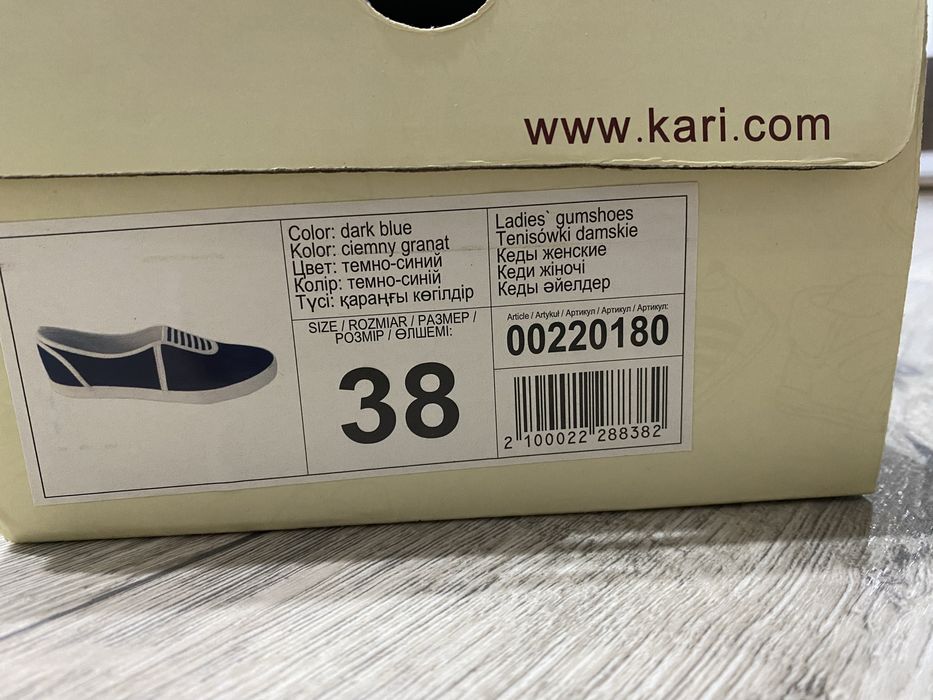 www.kari.com
Color: dark blue
Kolor: ciemny granat
Цвет: темно-синий
Колір: темно-синій
Түсі: қараңғы көгілдір
Ladies` gumshoes
Tenisówki damskie
Кеды женские
Кеди жіночі
Кеды әйелдер
SIZE / ROZMIAR / РАЗМЕР /
РОЗМІР / ӨЛШЕМІ:
38
Article / Artykuł / Артикул / Артикул / Артикул:
00220180
2 100022 288382